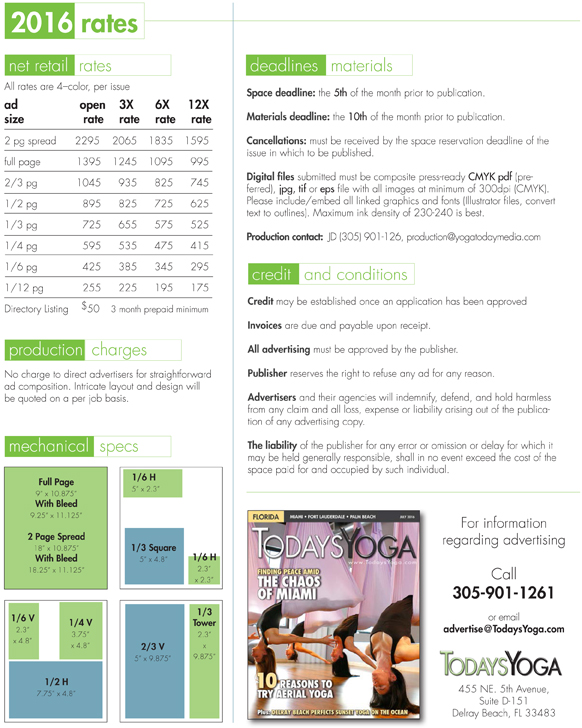 2016 rates
net retail rates
All rates are 4–color, per issue
ad size open rate 3X rate 6X rate 12X rate
2 pg spread 2295 2065 1835 1595
full page 1395 1245 1095 995
2/3 pg 1045 935 825 745
1/2 pg 895 825 725 625
1/3 pg 725 655 575 525
1/4 pg 595 535 475 415
1/6 pg 425 385 345 295
1/12 pg 255 225 195 175
Directory Listing $50 3 month prepaid minimum
production charges
No charge to direct advertisers for straightforward
ad composition. Intricate layout and design will
be quoted on a per job basis.
mechanical specs
Full Page
9" x 10.875"
With Bleed
9.25" x 11.125"
2 Page Spread
18" x 10.875"
With Bleed
18.25" x 11.125"
1/6 H
5" x 2.3"
1/3 Square
5" x 4.8"
1/6 H
2.3"
x 2.3"
1/6 V
2.3"
x 4.8"
1/4 V
3.75"
x 4.8"
1/2 H
7.75" x 4.8"
2/3 V
5" x 9.875"
1/3
Tower
2.3"
x
9.875"
deadlines materials
Space deadline: the 5th of the month prior to publication.
Materials deadline: the 10th of the month prior to publication.
Cancellations: must be received by the space reservation deadline of the
issue in which to be published.
Digital files submitted must be composite press-ready CMYK pdf (pre-
ferred), jpg, tif or eps file with all images at minimum of 300dpi (CMYK).
Please include/embed all linked graphics and fonts (Illustrator files, convert
text to outlines). Maximum ink density of 230-240 is best.
Production contact: JD (305) 901-126, production@yogatodaymedia.com
credit and conditions
Credit may be established once an application has been approved
Invoices are due and payable upon receipt.
All advertising must be approved by the publisher.
Publisher reserves the right to refuse any ad for any reason.
Advertisers and their agencies will indemnify, defend, and hold harmless
from any claim and all loss, expense or liability arising out of the publica-
tion of any advertising copy.
The liability of the publisher for any error or omission or delay for which it
may be held generally responsible, shall in no event exceed the cost of the
space paid for and occupied by such individual.
FLORIDA MIAMI • FORT LAUDERDALE • PALM BEACH JULY 2016
TODAYSYOGA
www.TodaysYoga.com
FINDING PEACE AMID
THE CHAOS
OF MIAMI
10 REASONS TO
TRY AERIAL YOGA
Plus: DELRAY BEACH PERFECTS SUNSET YOGA ON THE OCEAN
For information
regarding advertising
Call
305-901-1261
or email
advertise@TodaysYoga.com
TODAYSYOGA
455 NE. 5th Avenue,
Suite D-151
Delray Beach, FL 33483